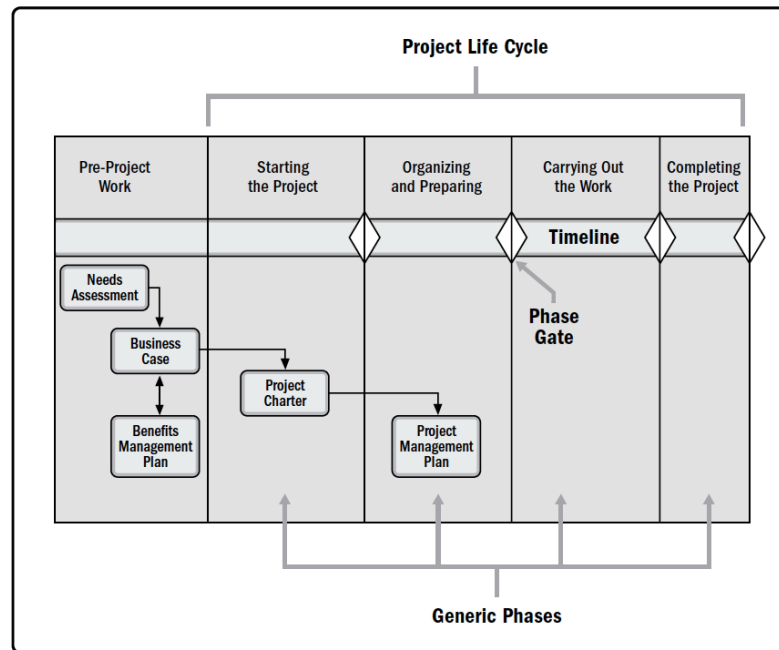 Project Life Cycle
Pre-Project
Work
Starting
the Project
Organizing
and Preparing
Carrying Out
the Work
Completing
the Project
Timeline
Needs
Assessment
Business
Case
Benefits
Management
Plan
Project
Charter
Project
Management
Plan
Phase
Gate
Generic Phases